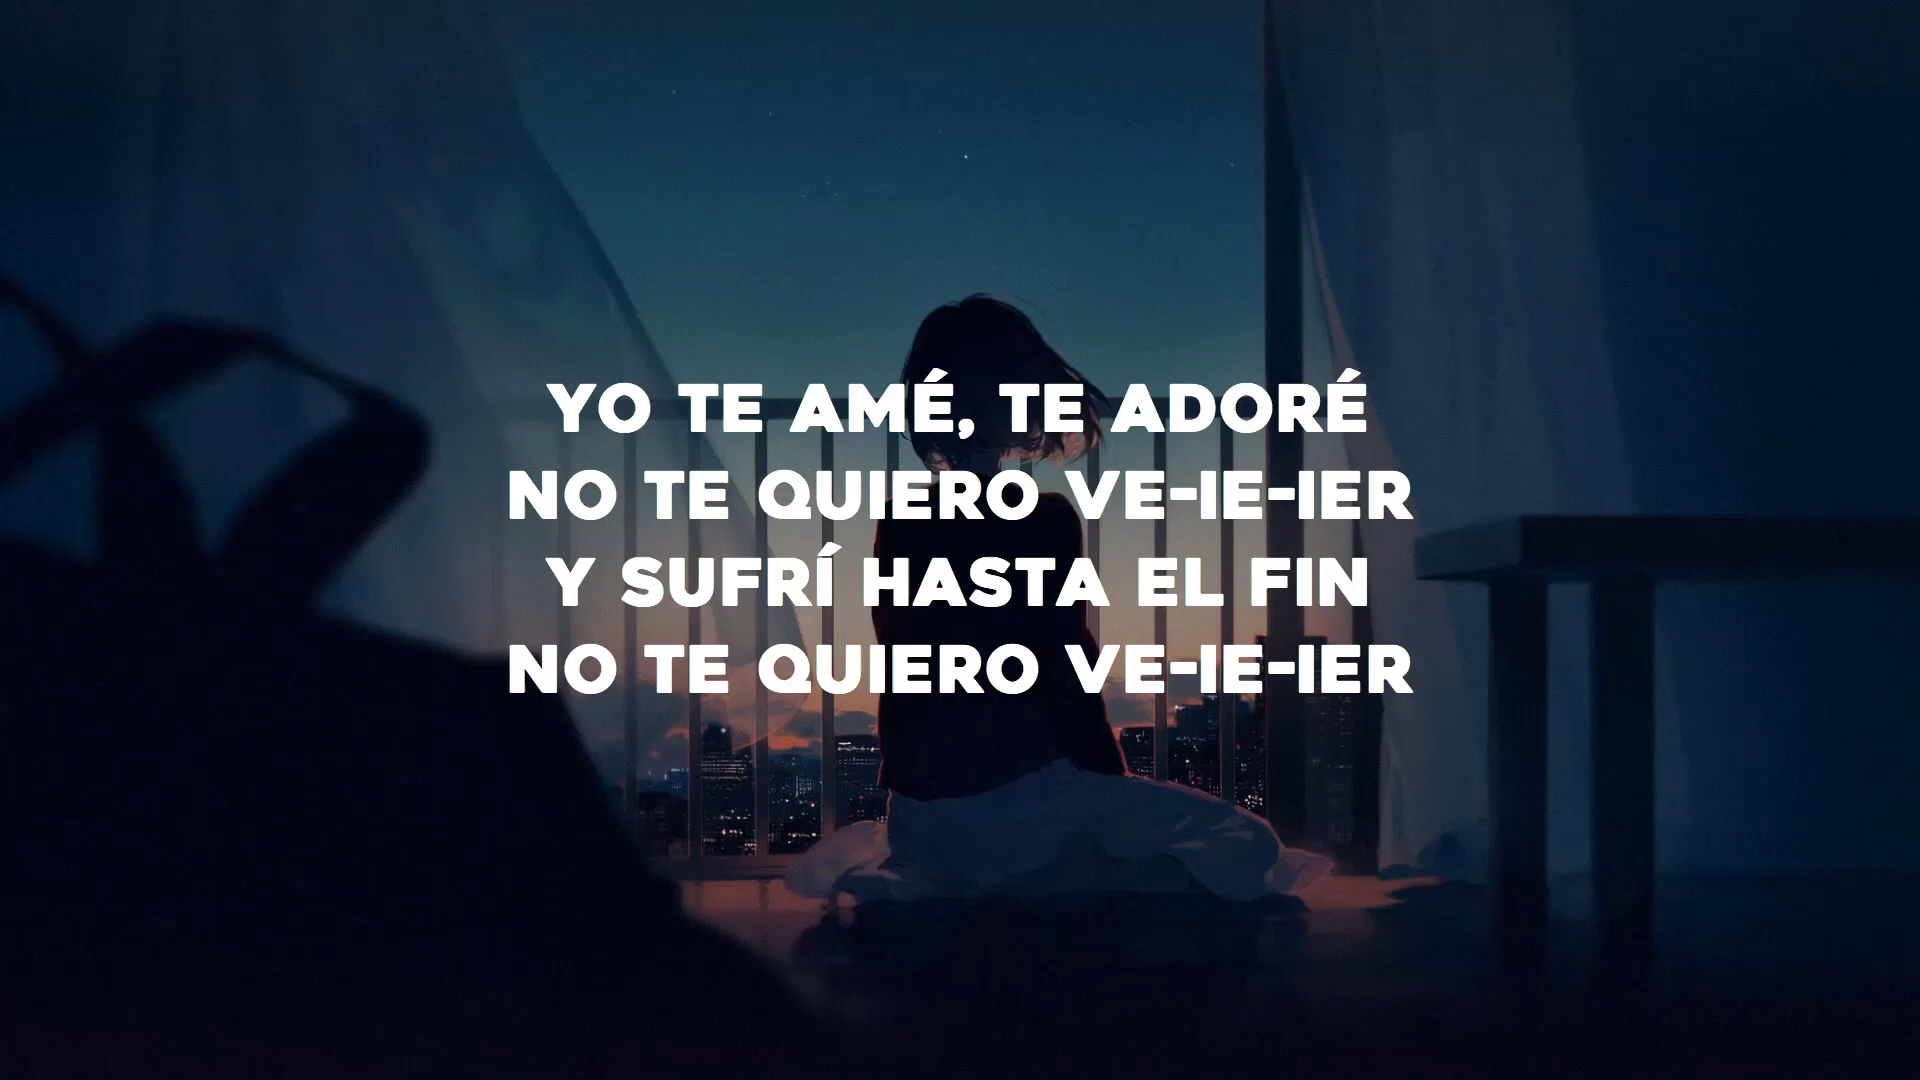 YO TE AMÉ, TE ADORÉ
NO TE QUIERO VE-IE-IER
Y SUFRÍ HASTA EL FIN
NO TE QUIERO VE-IE-IER